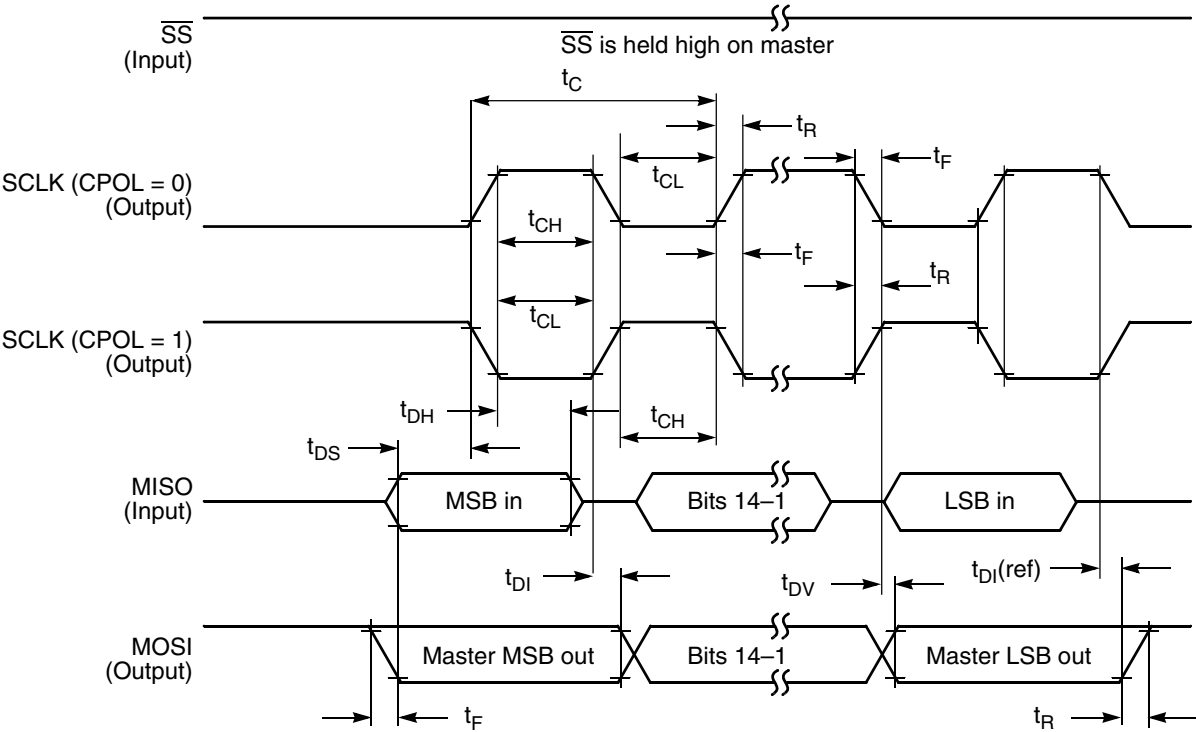 SS
(Input)
SS is held high on master
tC
tR
tCL
tF
SCLK (CPOL = 0)
(Output)
tCH
tF
tR
tCL
SCLK (CPOL = 1)
(Output)
tDH
tCH
tDS
MISO
(Input)
MSB in
Bits 14–1
LSB in
tDI
tDV
tDI(ref)
MOSI
(Output)
Master MSB out
Bits 14–1
Master LSB out
tF
tR